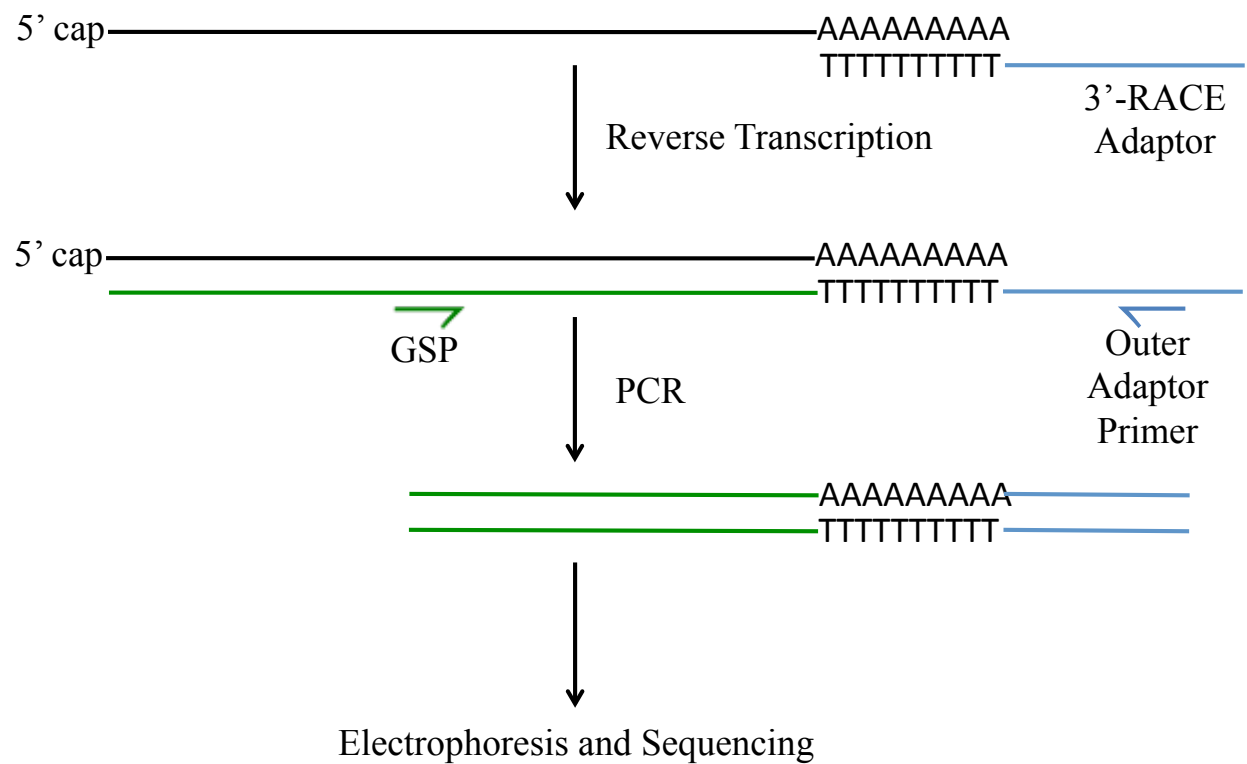 5’ cap AAAAAAAAA
TTTTTTTTTT
3’-RACE
Adaptor
Reverse Transcription
5’ cap AAAAAAAAA
TTTTTTTTTT
GSP
Outer
Adaptor
Primer
PCR
AAAAAAAAA
TTTTTTTTTT
Electrophoresis and Sequencing